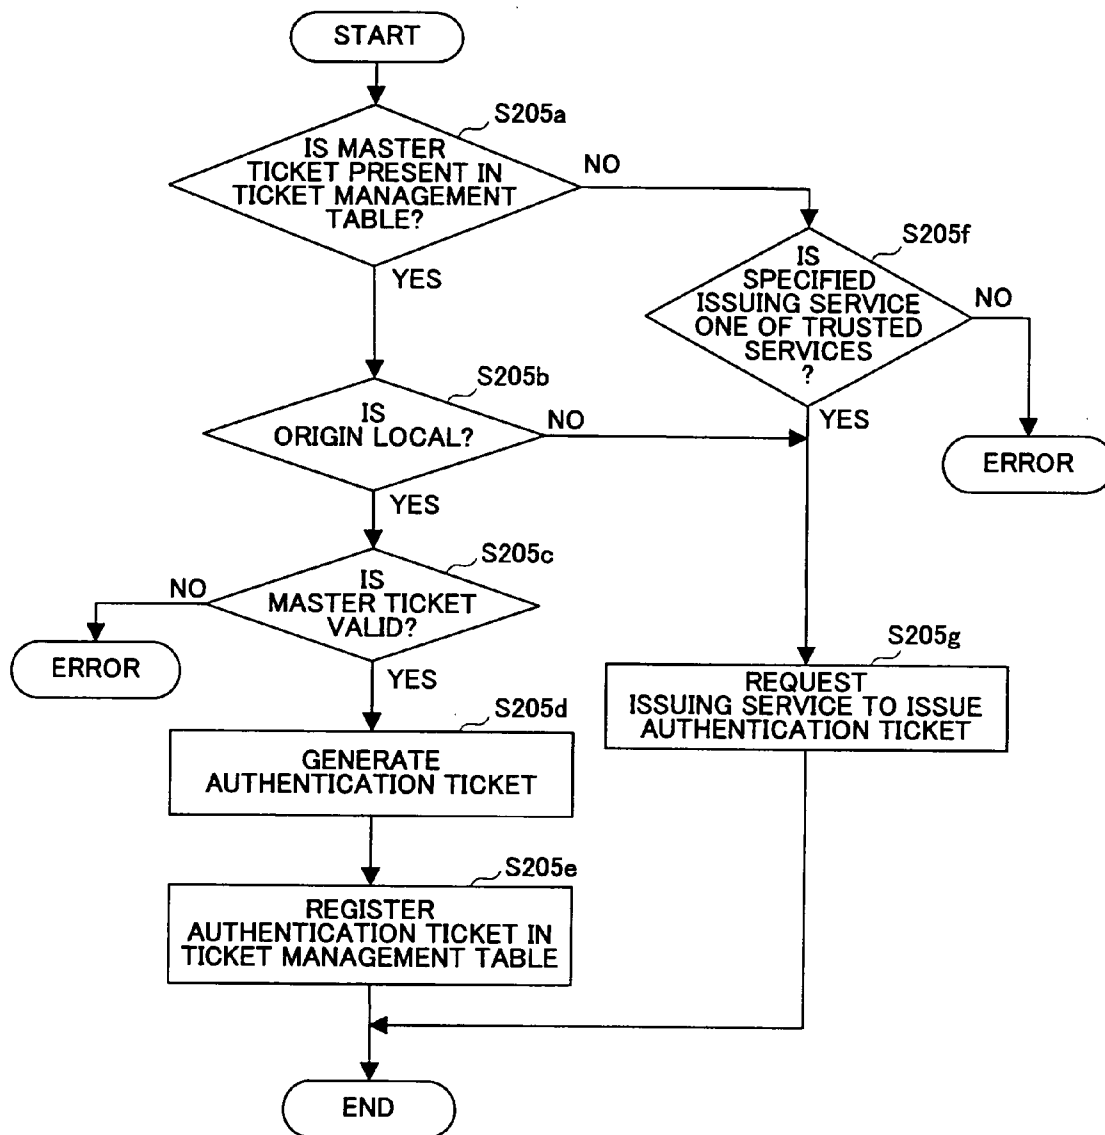 START
S205a
IS MASTER
TICKET PRESENT IN
TICKET MANAGEMENT
TABLE?
NO
YES
S205f
IS
SPECIFIED
ISSUING SERVICE
ONE OF TRUSTED
SERVICES
?
NO
YES
ERROR
S205b
IS
ORIGIN LOCAL?
NO
YES
S205c
IS
MASTER TICKET
VALID?
NO
ERROR
YES
S205d
GENERATE
AUTHENTICATION TICKET
S205g
REQUEST
ISSUING SERVICE TO ISSUE
AUTHENTICATION TICKET
S205e
REGISTER
AUTHENTICATION TICKET IN
TICKET MANAGEMENT TABLE
END